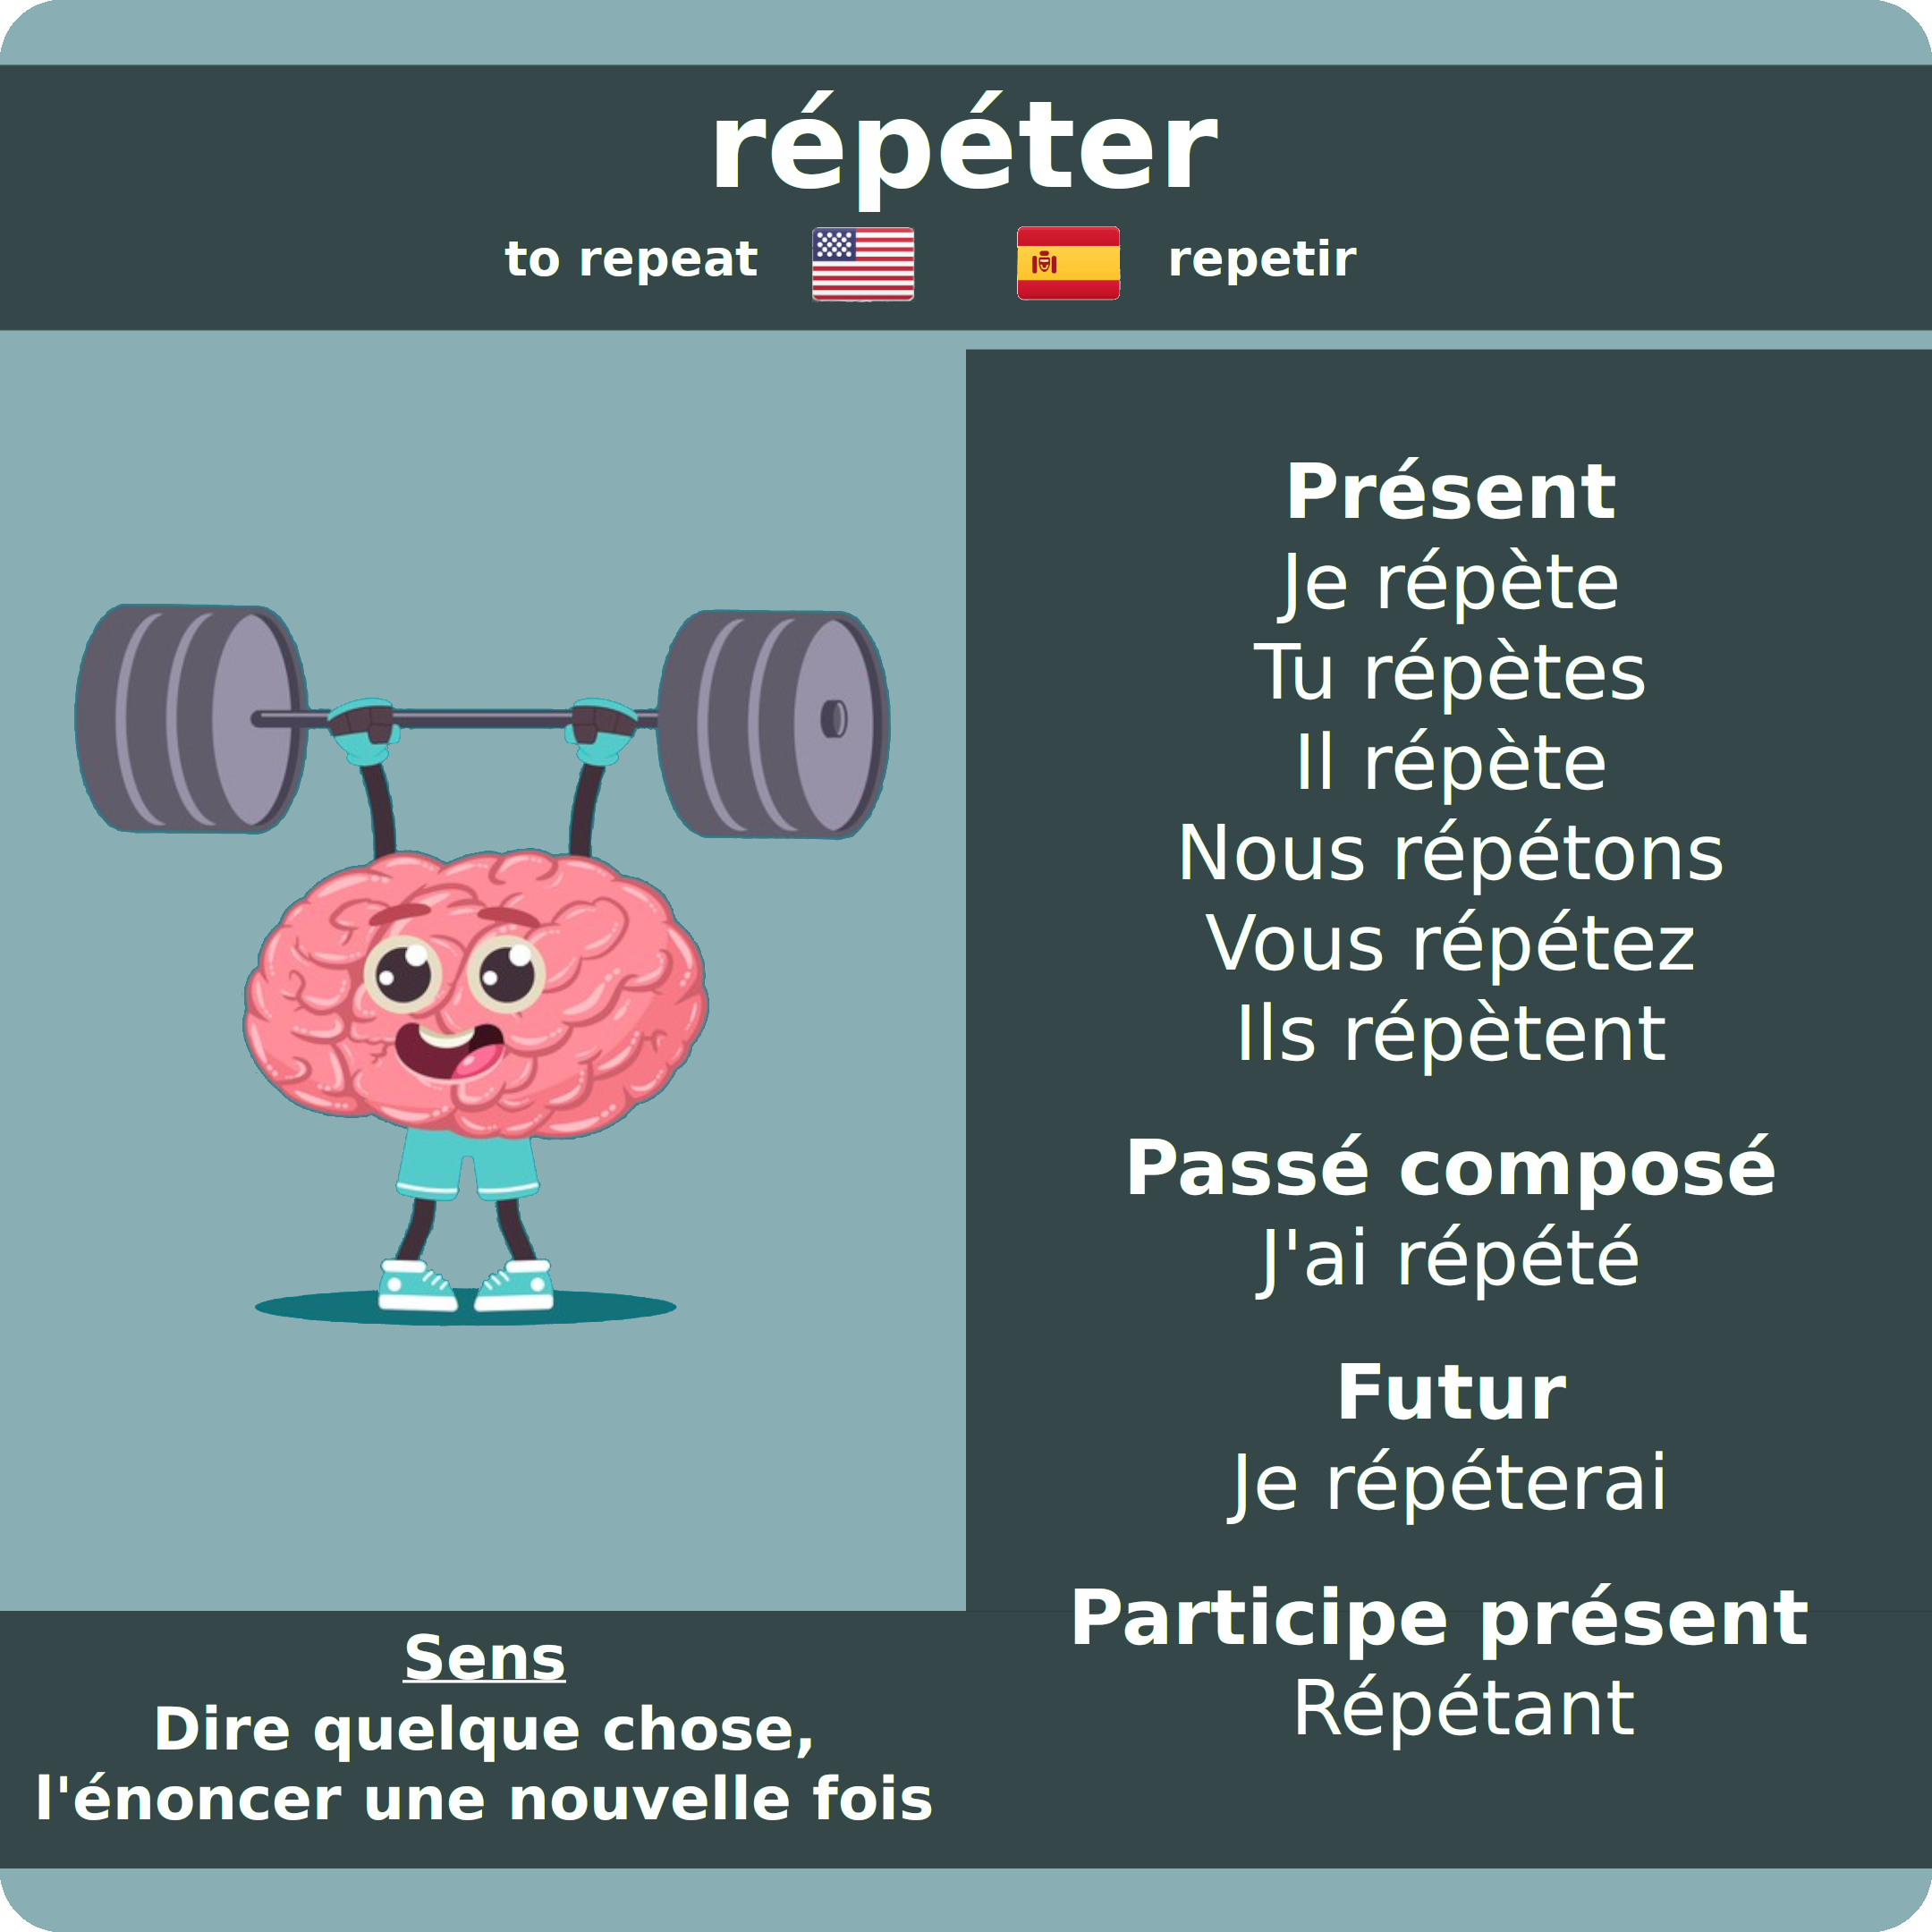 répéter
to repeat
repetir
Présent
Je répète
Tu répètes
Il répète
Nous répétons
Vous répétez
Ils répètent
Passé composé
J'ai répété
Futur
Je répéterai
Participe présent
Répétant
Sens
Dire quelque chose,
l'énoncer une nouvelle fois